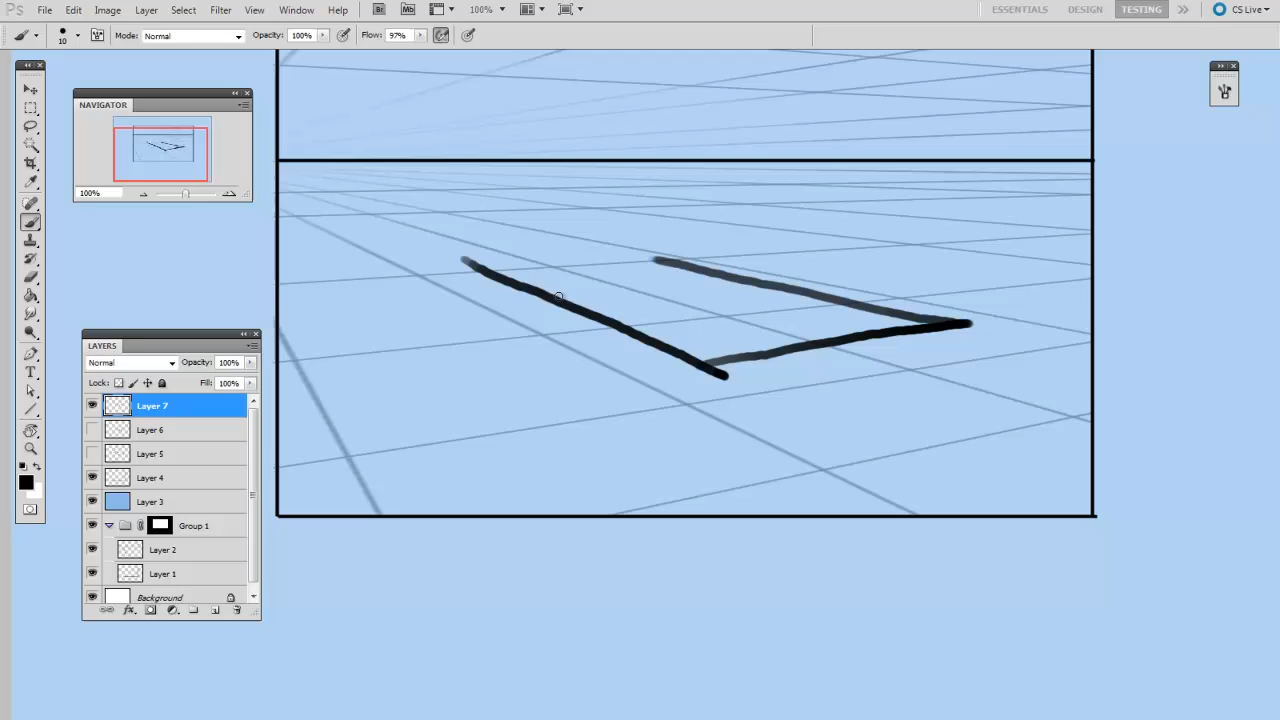 Ps File Edit Image Layer Select Filter View Window Help Br Mb 100% ESSENTIALS DESIGN TESTING CS Live
10 Mode: Normal Opacity: 100% Flow: 97%
NAVIGATOR
100%
LAYERS
Normal Opacity: 100%
Lock: Fill: 100%
Layer 7
Layer 6
Layer 5
Layer 4
Layer 3
Group 1
Layer 2
Layer 1
Background
fx
T